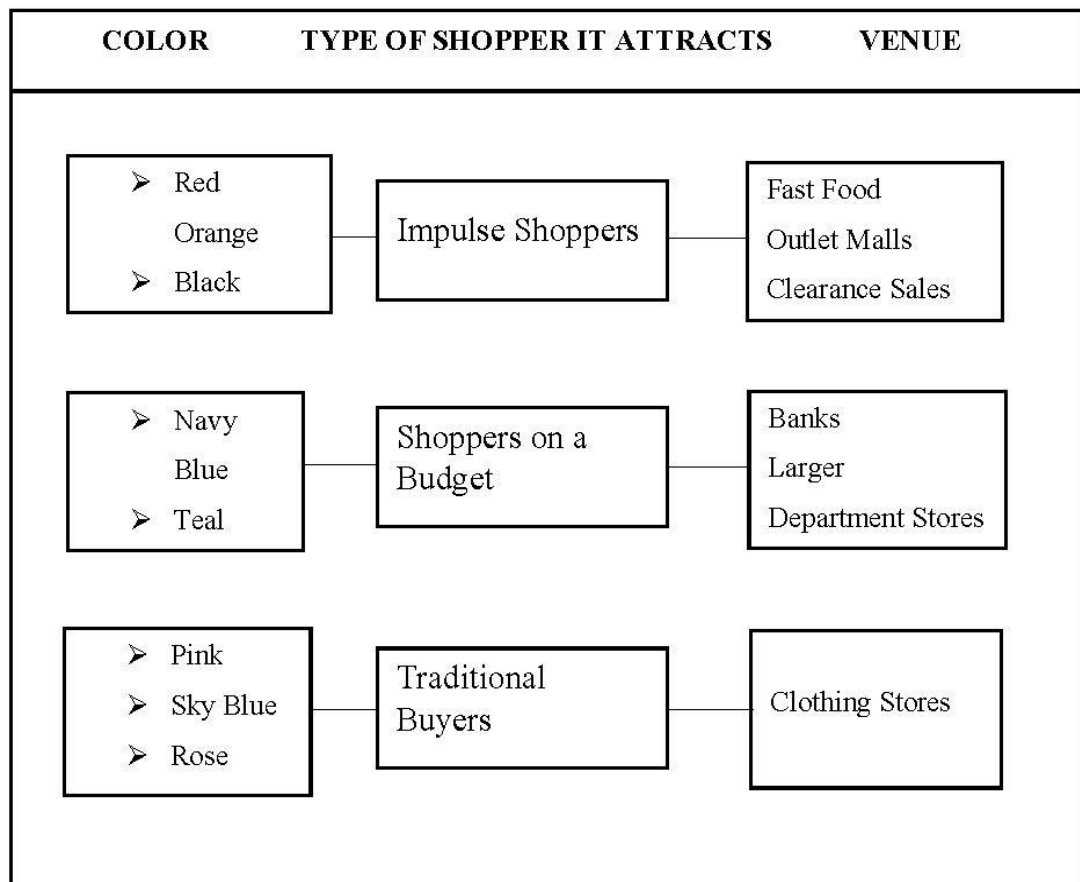 COLOR TYPE OF SHOPPER IT ATTRACTS VENUE
➢ Red
Orange
➢ Black
Impulse Shoppers
Fast Food
Outlet Malls
Clearance Sales
➢ Navy
Blue
➢ Teal
Shoppers on a
Budget
Banks
Larger
Department Stores
➢ Pink
➢ Sky Blue
➢ Rose
Traditional
Buyers
Clothing Stores